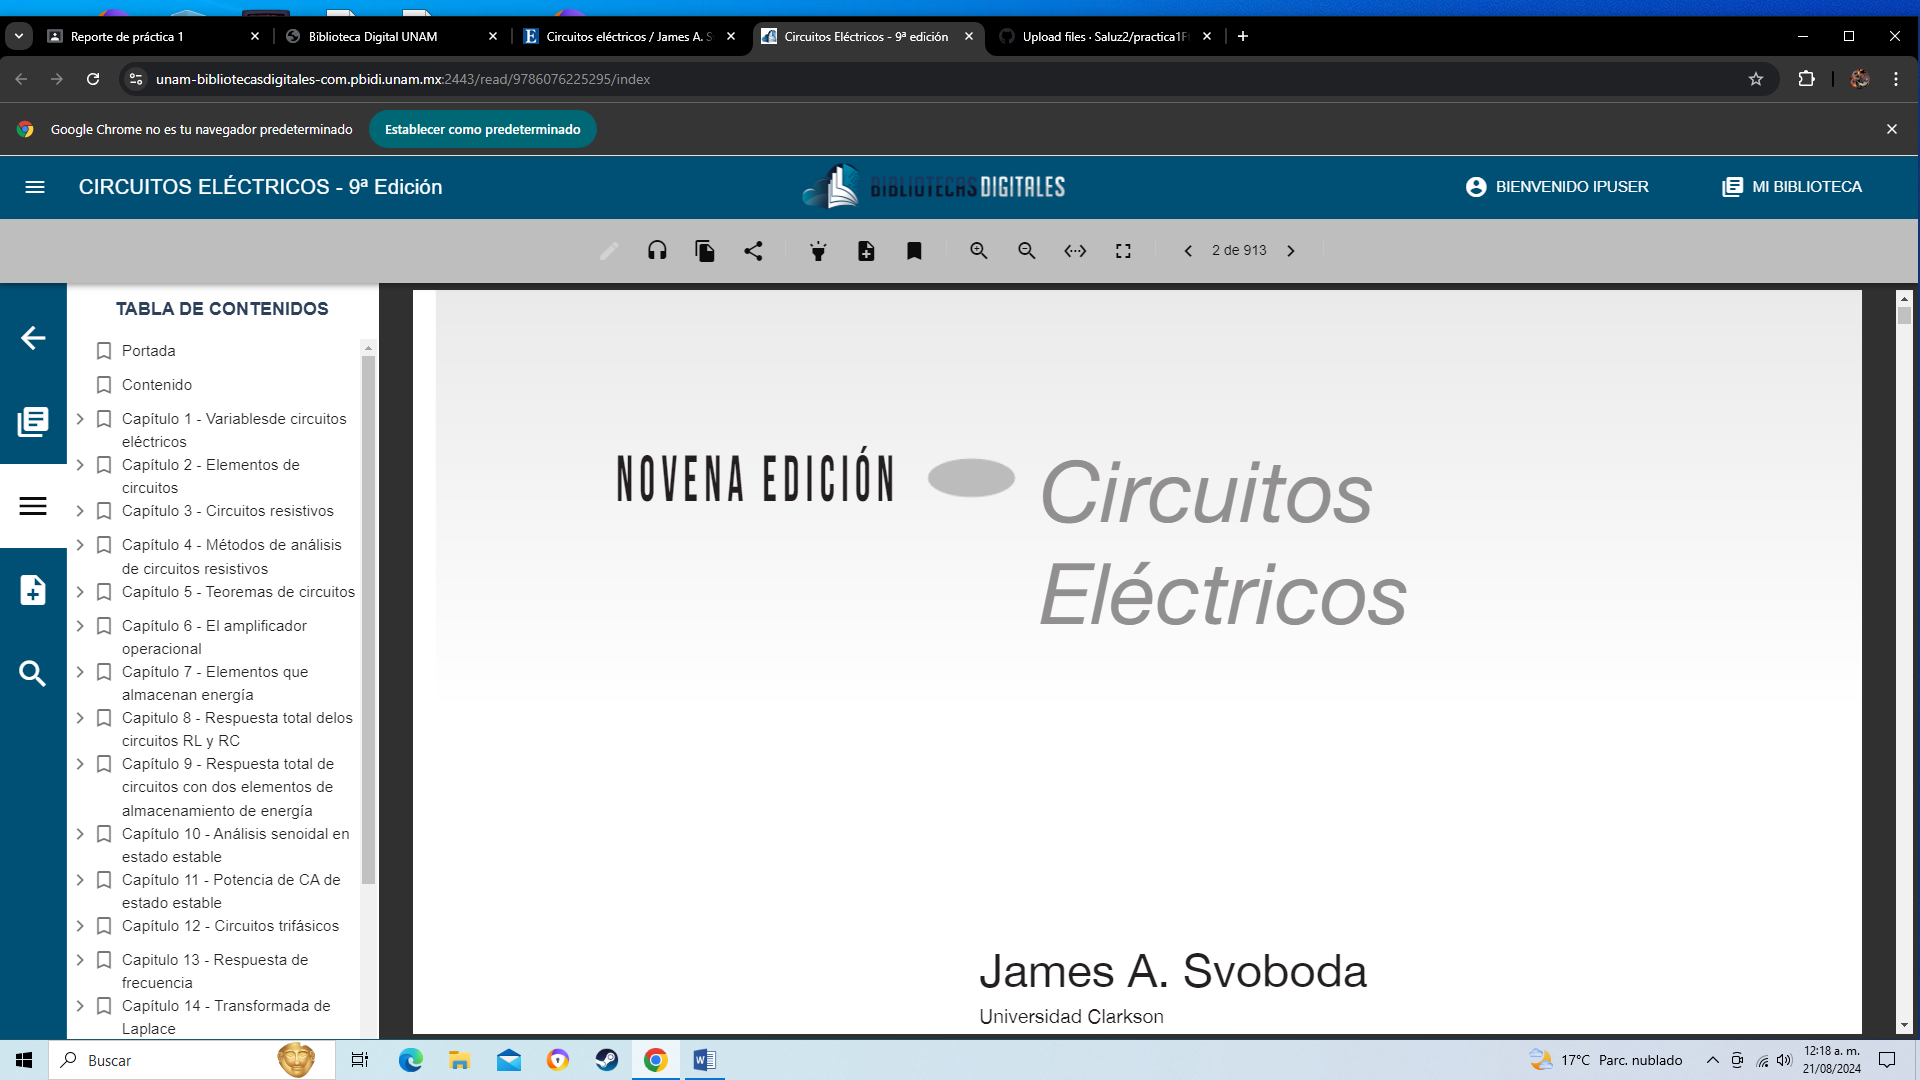 Reporte de práctica 1
Biblioteca Digital UNAM
Circuitos eléctricos / James A. S
Circuitos Eléctricos - 9ª edición
Upload files · Saluz2/practica1F
unam-bibliotecasdigitales-com.pbidi.unam.mx:2443/read/9786076225295/index
Google Chrome no es tu navegador predeterminado
Establecer como predeterminado
CIRCUITOS ELÉCTRICOS - 9ª Edición
BIBLIOTECAS DIGITALES
BIENVENIDO IPUSER
MI BIBLIOTECA
2 de 913
TABLA DE CONTENIDOS
Portada
Contenido
Capítulo 1 - Variablesde circuitos
eléctricos
Capítulo 2 - Elementos de
circuitos
Capítulo 3 - Circuitos resistivos
Capítulo 4 - Métodos de análisis
de circuitos resistivos
Capítulo 5 - Teoremas de circuitos
Capítulo 6 - El amplificador
operacional
Capítulo 7 - Elementos que
almacenan energía
Capitulo 8 - Respuesta total delos
circuitos RL y RC
Capítulo 9 - Respuesta total de
circuitos con dos elementos de
almacenamiento de energía
Capítulo 10 - Análisis senoidal en
estado estable
Capítulo 11 - Potencia de CA de
estado estable
Capítulo 12 - Circuitos trifásicos
Capitulo 13 - Respuesta de
frecuencia
Capítulo 14 - Transformada de
Laplace
NOVENA EDICIÓN
Circuitos
Eléctricos
James A. Svoboda
Universidad Clarkson
Buscar
17°C Parc. nublado
12:18 a. m.
21/08/2024